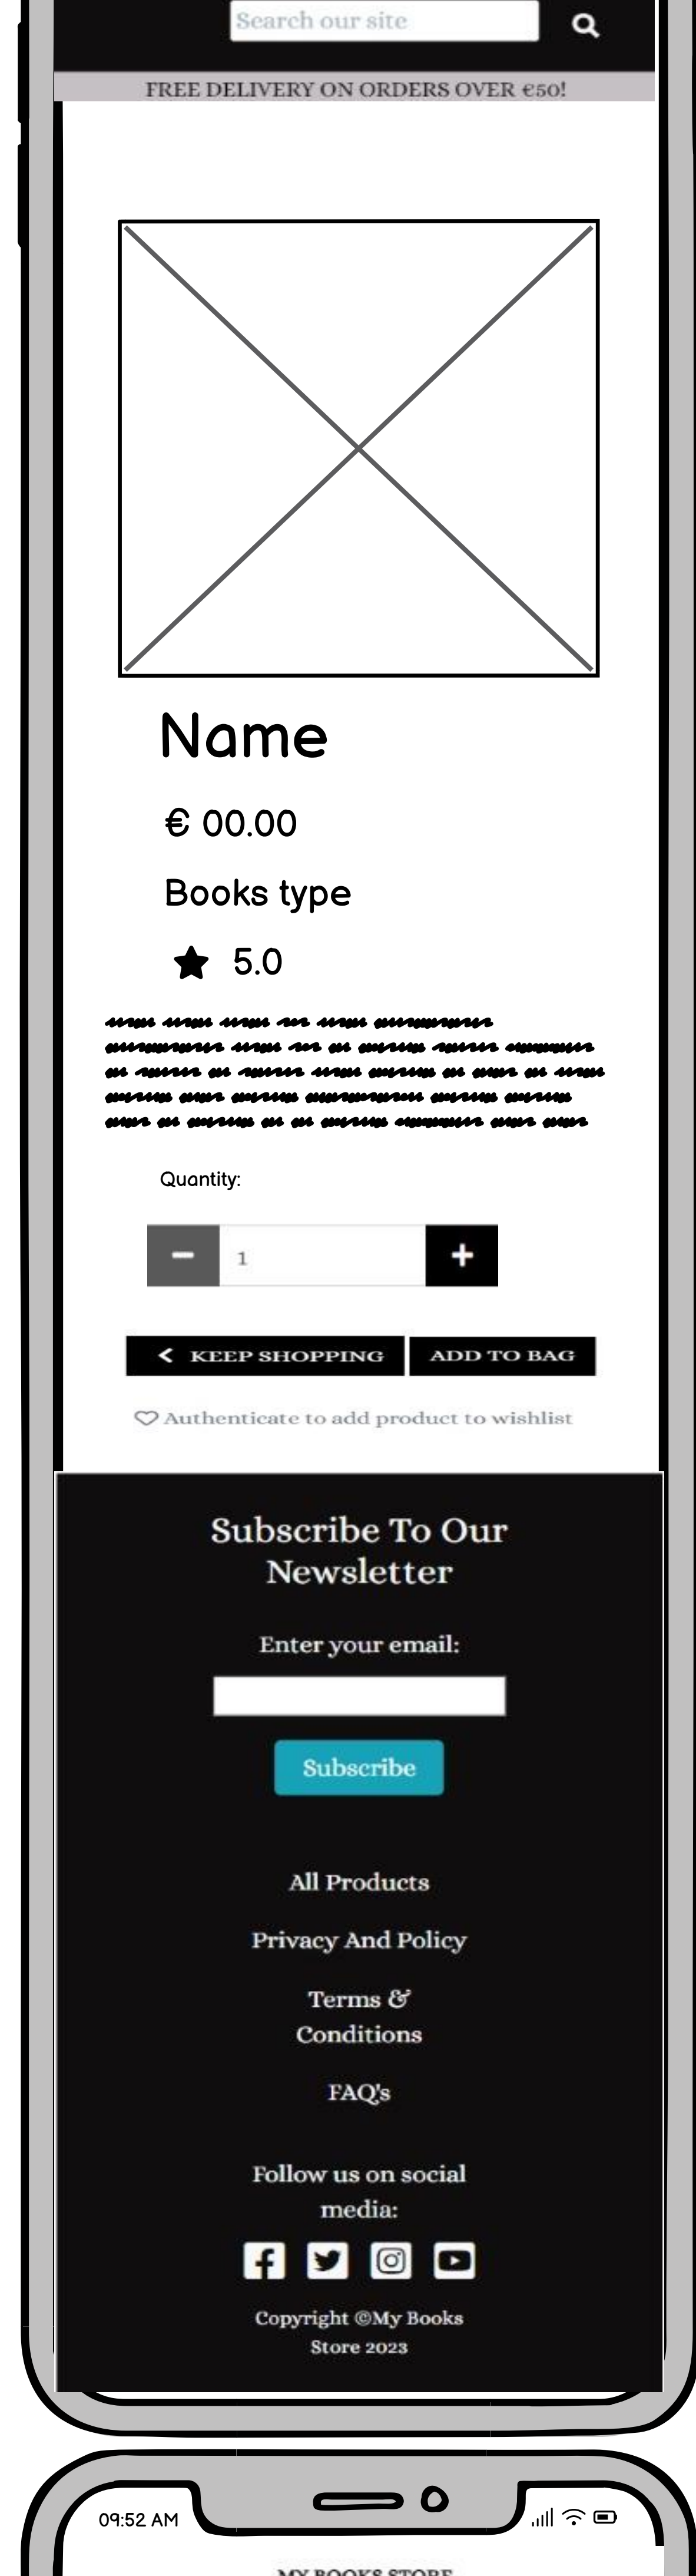 Search our site
FREE DELIVERY ON ORDERS OVER €50!
Name
€ 00.00
Books type
5.0
Quantity:
1
KEEP SHOPPING
ADD TO BAG
Authenticate to add product to wishlist
Subscribe To Our
Newsletter
Enter your email:
Subscribe
All Products
Privacy And Policy
Terms &
Conditions
FAQ's
Follow us on social
media:
Copyright ©My Books
Store 2023
09:52 AM
MY BOOKS STORE